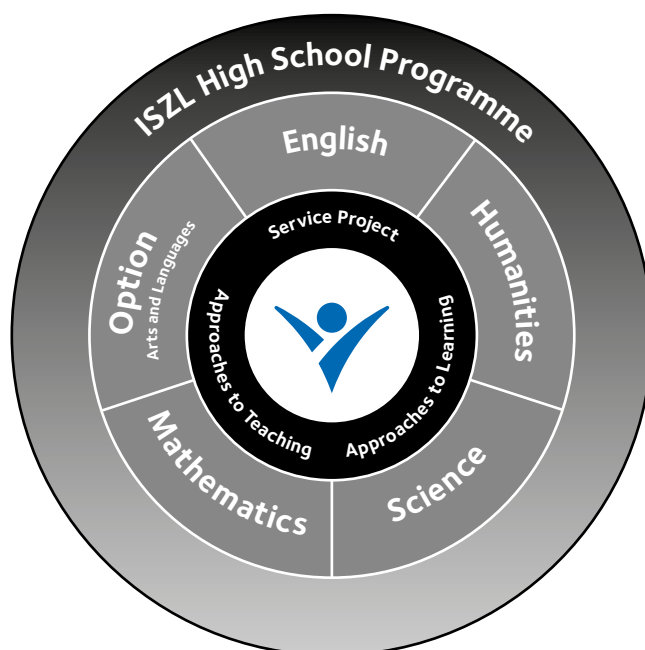 ISZL High School Programme
English
Humanities
Science
Mathematics
Option
Arts and Languages
Service Project
Approaches to Learning
Approaches to Teaching